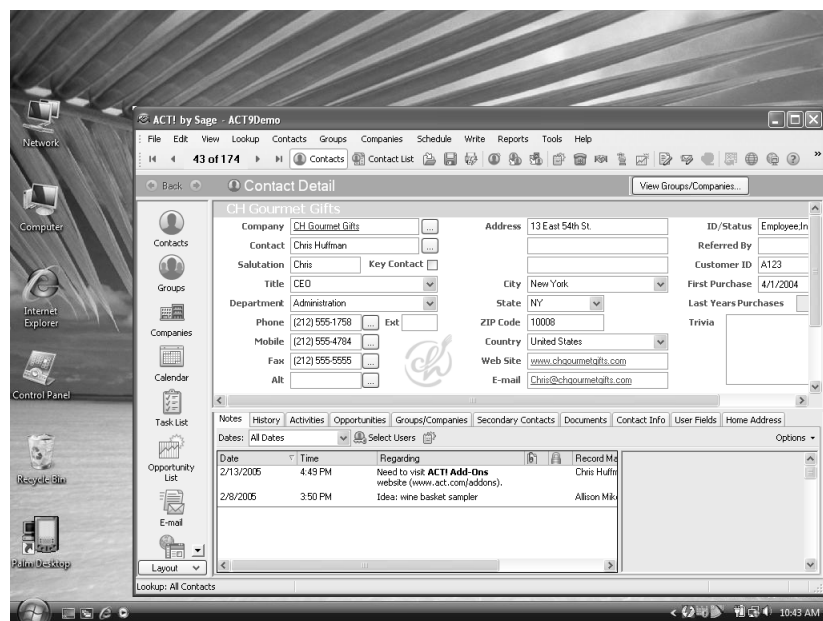 Network
Computer
Internet
Explorer
Control Panel
Recycle Bin
Palm Desktop
ACT! by Sage - ACT9Demo
File Edit View Lookup Contacts Groups Companies Schedule Write Reports Tools Help
43 of 174 Contacts Contact List
Back Contact Detail View Groups/Companies...
Contacts
Groups
Companies
Calendar
Task List
Opportunity
List
E-mail
Layout
CH Gourmet Gifts
Company CH Gourmet Gifts ... Address 13 East 54th St. ID/Status Employee;In
Contact Chris Huffman ... Referred By
Salutation Chris Key Contact Customer ID A123
Title CEO City New York First Purchase 4/1/2004
Department Administration State NY Last Years Purchases
Phone (212) 555-1758 ... Ext ZIP Code 10008 Trivia
Mobile (212) 555-4784 ... Country United States
Fax (212) 555-5555 ... Web Site www.chgourmetgifts.com
Alt ... E-mail Chris@chgourmetgifts.com
ch
Notes History Activities Opportunities Groups/Companies Secondary Contacts Documents Contact Info User Fields Home Address
Dates: All Dates Select Users Options
Date Time Regarding Record Ma
2/13/2005 4:49 PM Need to visit ACT! Add-Ons Chris Huffm
website (www.act.com/addons).
2/8/2005 3:50 PM Idea: wine basket sampler Allison Mik
Lookup: All Contacts
10:43 AM